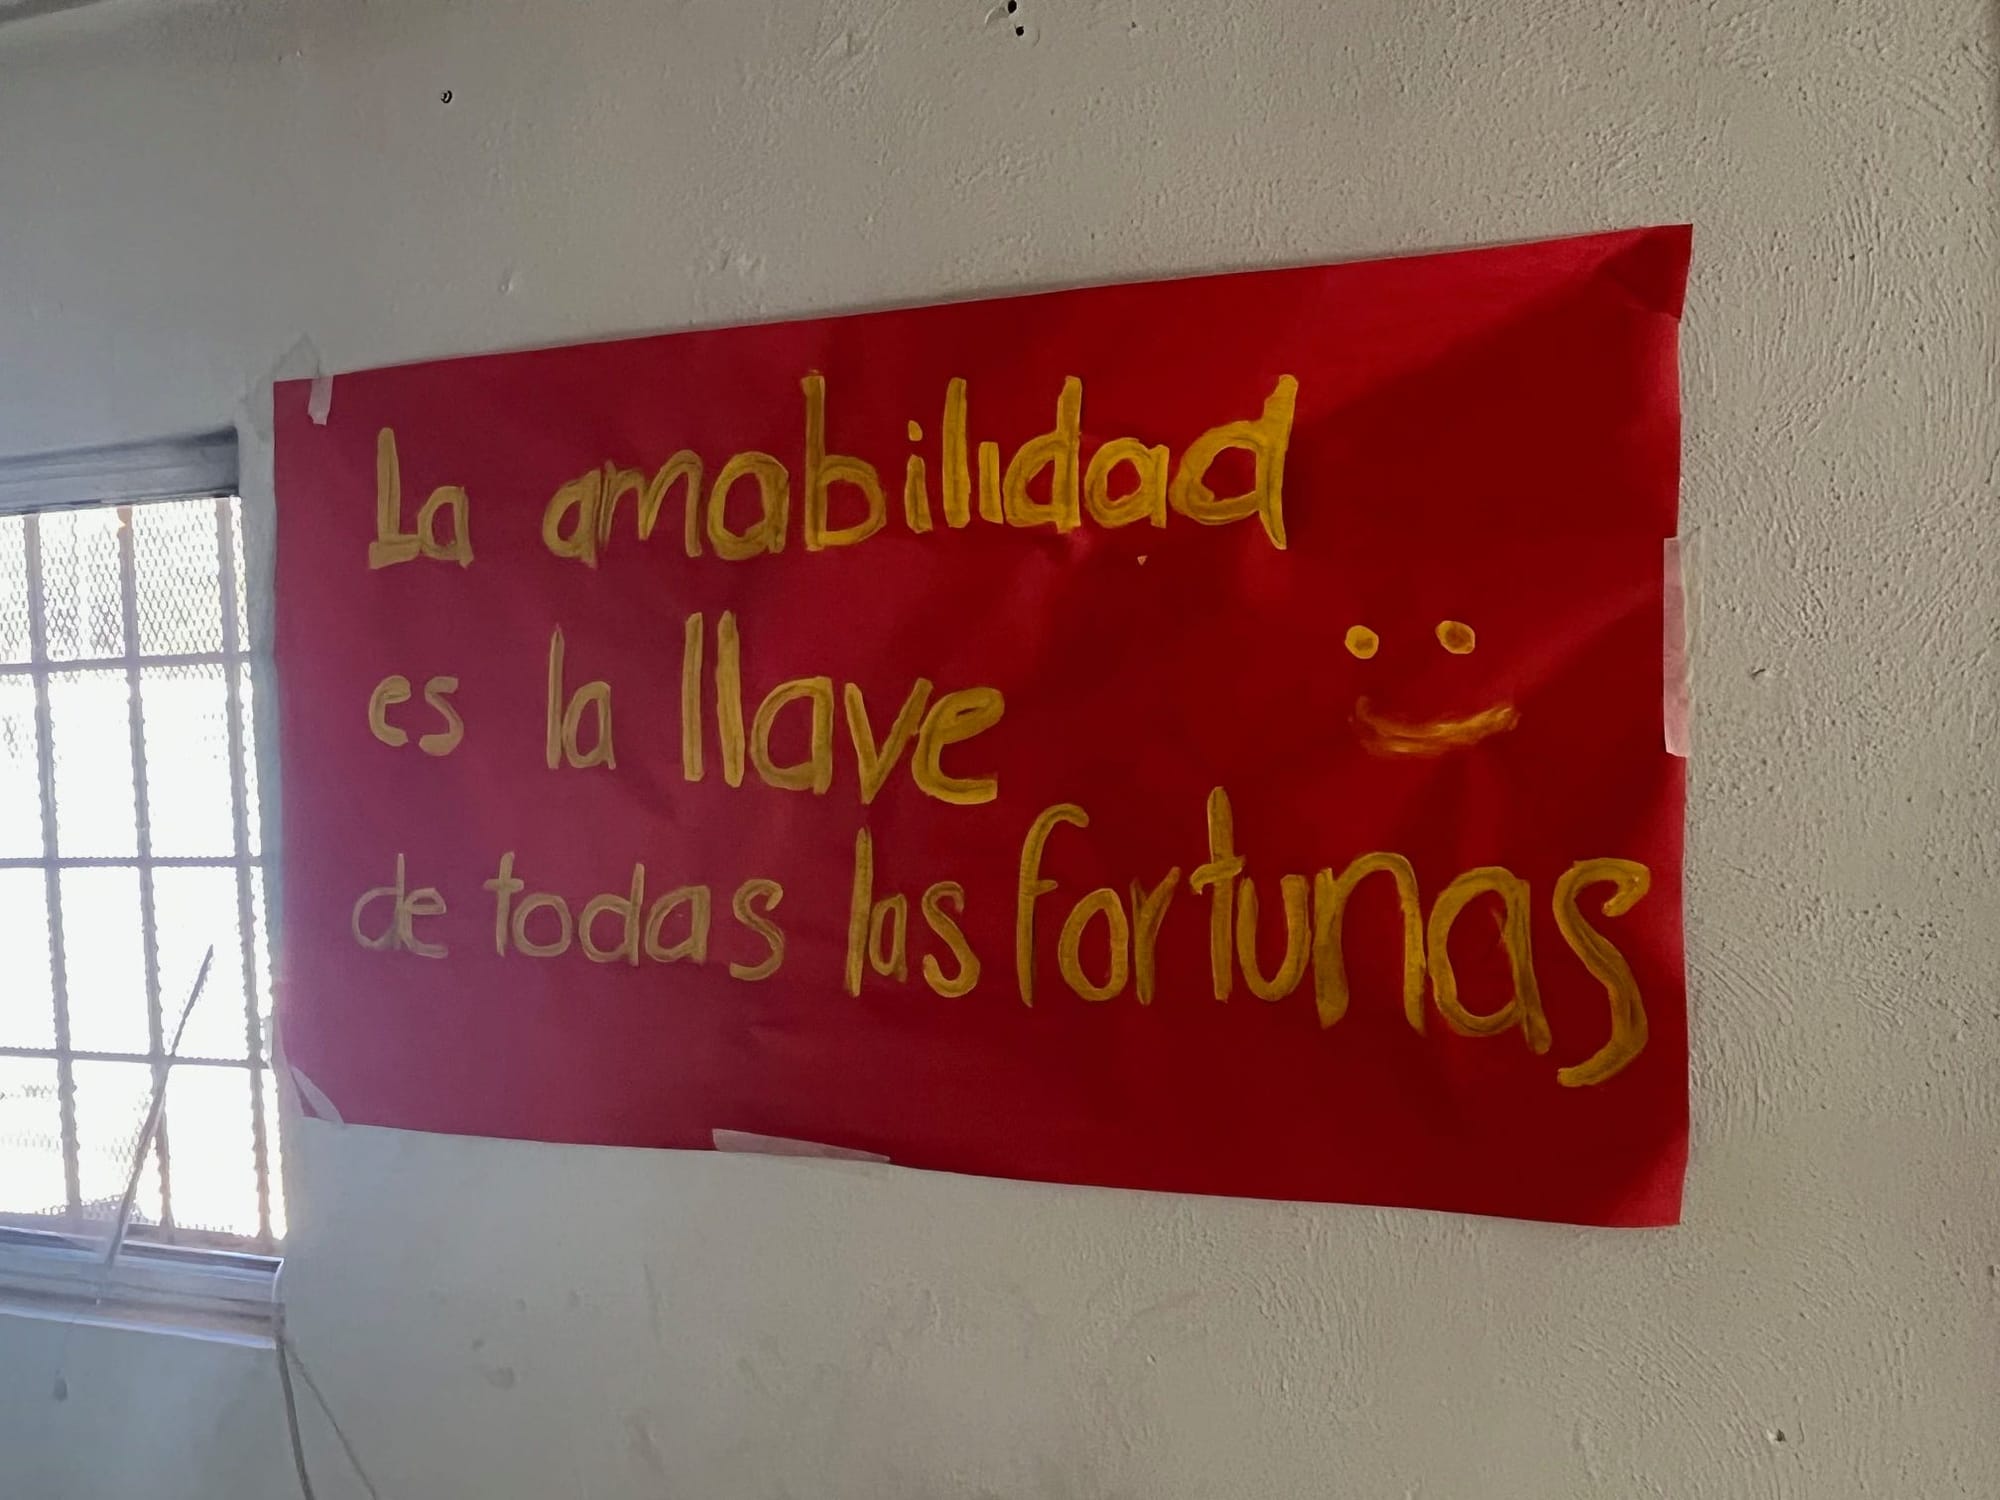 La amabilidad
es la llave
de todas las fortunas